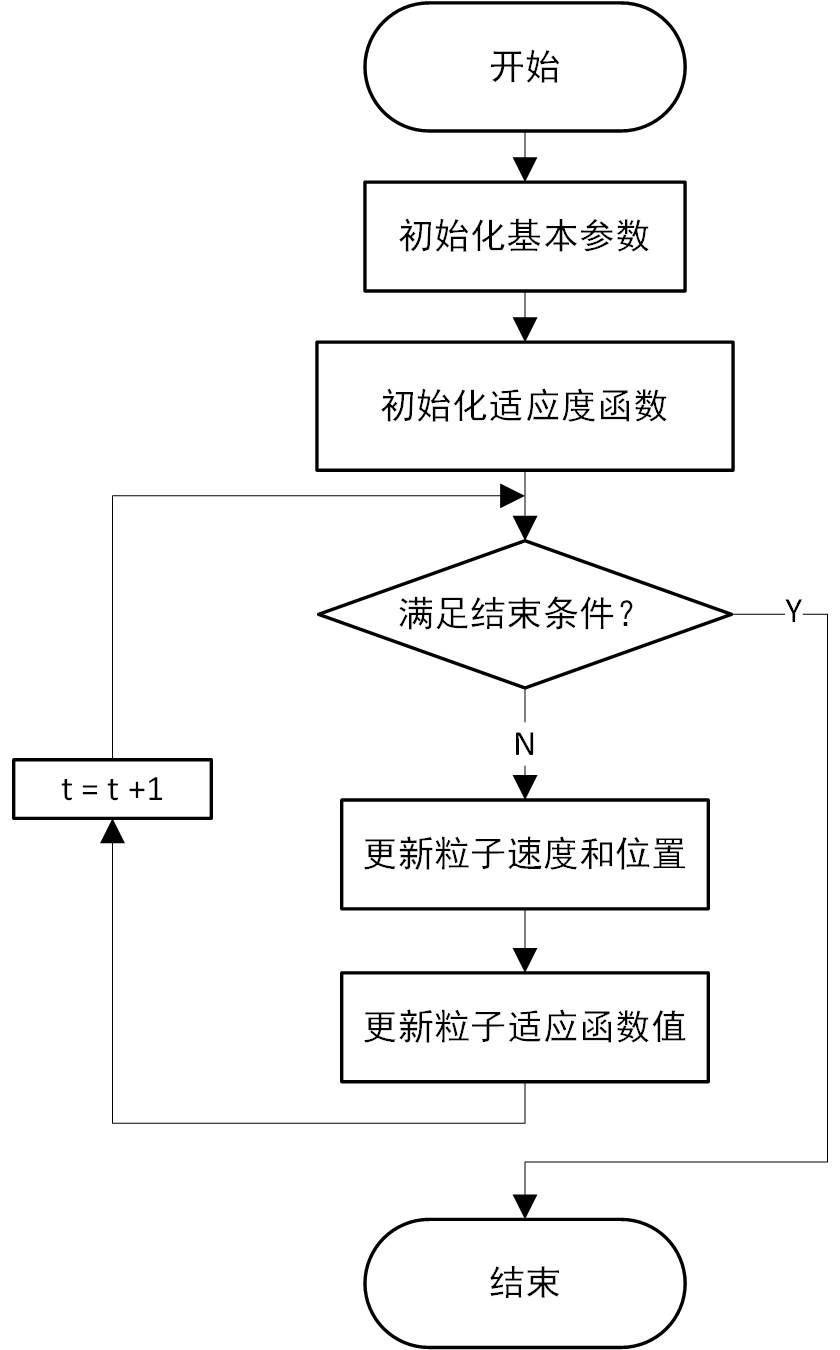 开始
初始化基本参数
初始化适应度函数
满足结束条件？
Y
N
t = t +1
更新粒子速度和位置
更新粒子适应函数值
结束